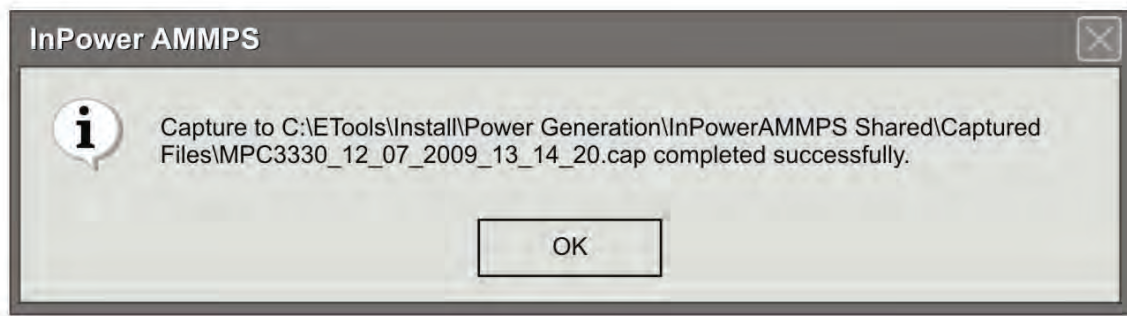 InPower AMMPS
Capture to C:\ETools\Install\Power Generation\InPowerAMMPS Shared\Captured
Files\MPC3330_12_07_2009_13_14_20.cap completed successfully.
OK